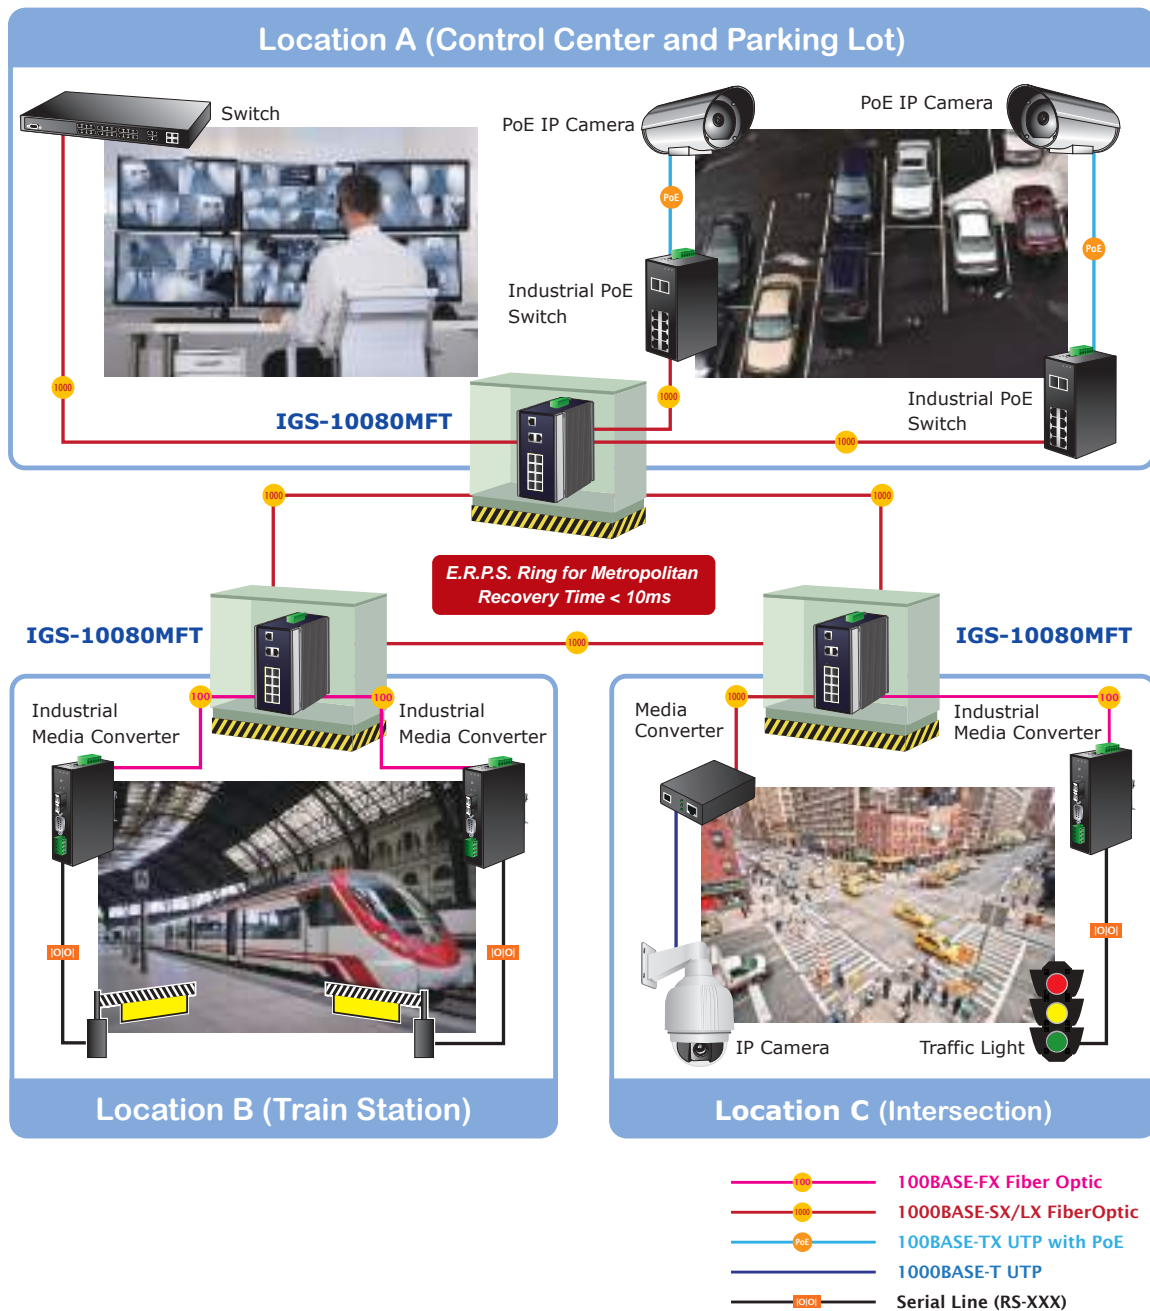 Location A (Control Center and Parking Lot)
Switch
PoE IP Camera
PoE IP Camera
PoE
PoE
Industrial PoE
Switch
1000
1000
Industrial PoE
Switch
IGS-10080MFT
1000
1000
1000
E.R.P.S. Ring for Metropolitan
Recovery Time < 10ms
IGS-10080MFT
1000
IGS-10080MFT
100
100
1000
100
Industrial
Media Converter
Industrial
Media Converter
Media
Converter
Industrial
Media Converter
|O|O|
|O|O|
|O|O|
IP Camera
Traffic Light
Location B (Train Station)
Location C (Intersection)
100
100BASE-FX Fiber Optic
1000
1000BASE-SX/LX FiberOptic
PoE
100BASE-TX UTP with PoE
1000BASE-T UTP
|O|O|
Serial Line (RS-XXX)